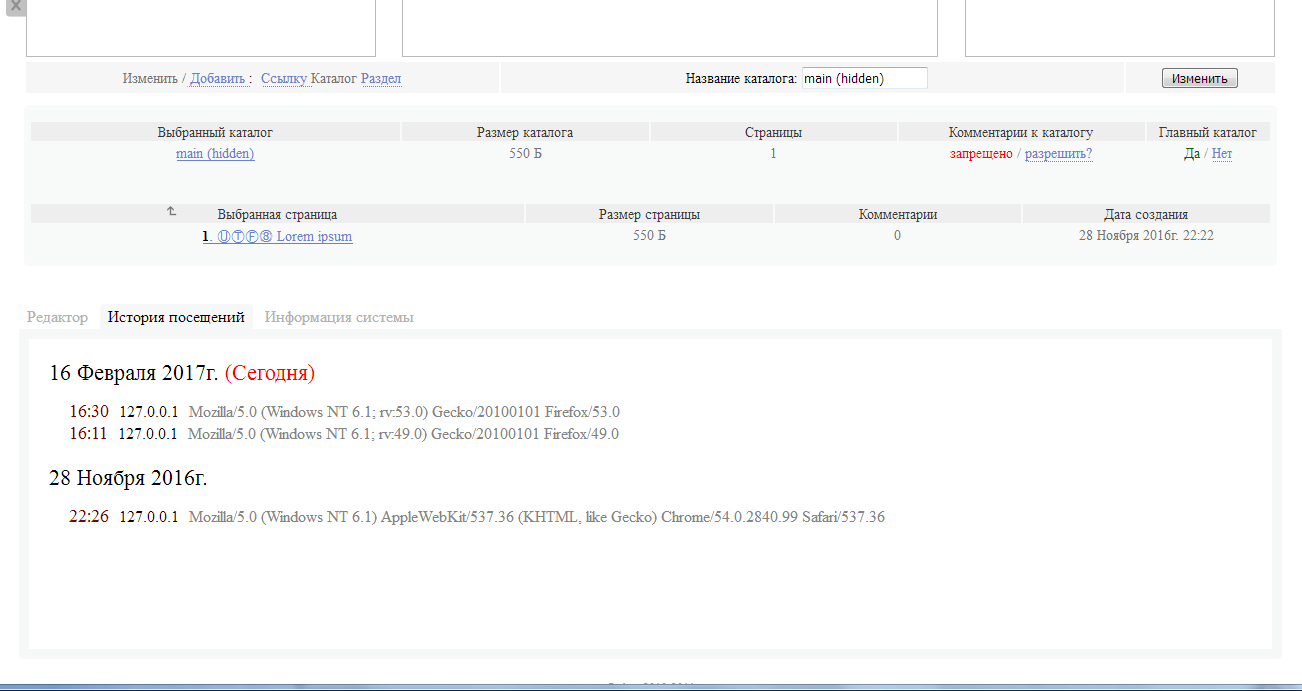 X
Изменить / Добавить : Ссылку Каталог Раздел Название каталога: main (hidden) Изменить
Выбранный каталог Размер каталога Страницы Комментарии к каталогу Главный каталог
main (hidden) 550 Б 1 запрещено / разрешить? Да / Нет
Выбранная страница Размер страницы Комментарии Дата создания
1. ⓊⓉⒻ⑧ Lorem ipsum 550 Б 0 28 Ноября 2016г. 22:22
Редактор История посещений Информация системы
16 Февраля 2017г. (Сегодня)
16:30 127.0.0.1 Mozilla/5.0 (Windows NT 6.1; rv:53.0) Gecko/20100101 Firefox/53.0
16:11 127.0.0.1 Mozilla/5.0 (Windows NT 6.1; rv:49.0) Gecko/20100101 Firefox/49.0
28 Ноября 2016г.
22:26 127.0.0.1 Mozilla/5.0 (Windows NT 6.1) AppleWebKit/537.36 (KHTML, like Gecko) Chrome/54.0.2840.99 Safari/537.36